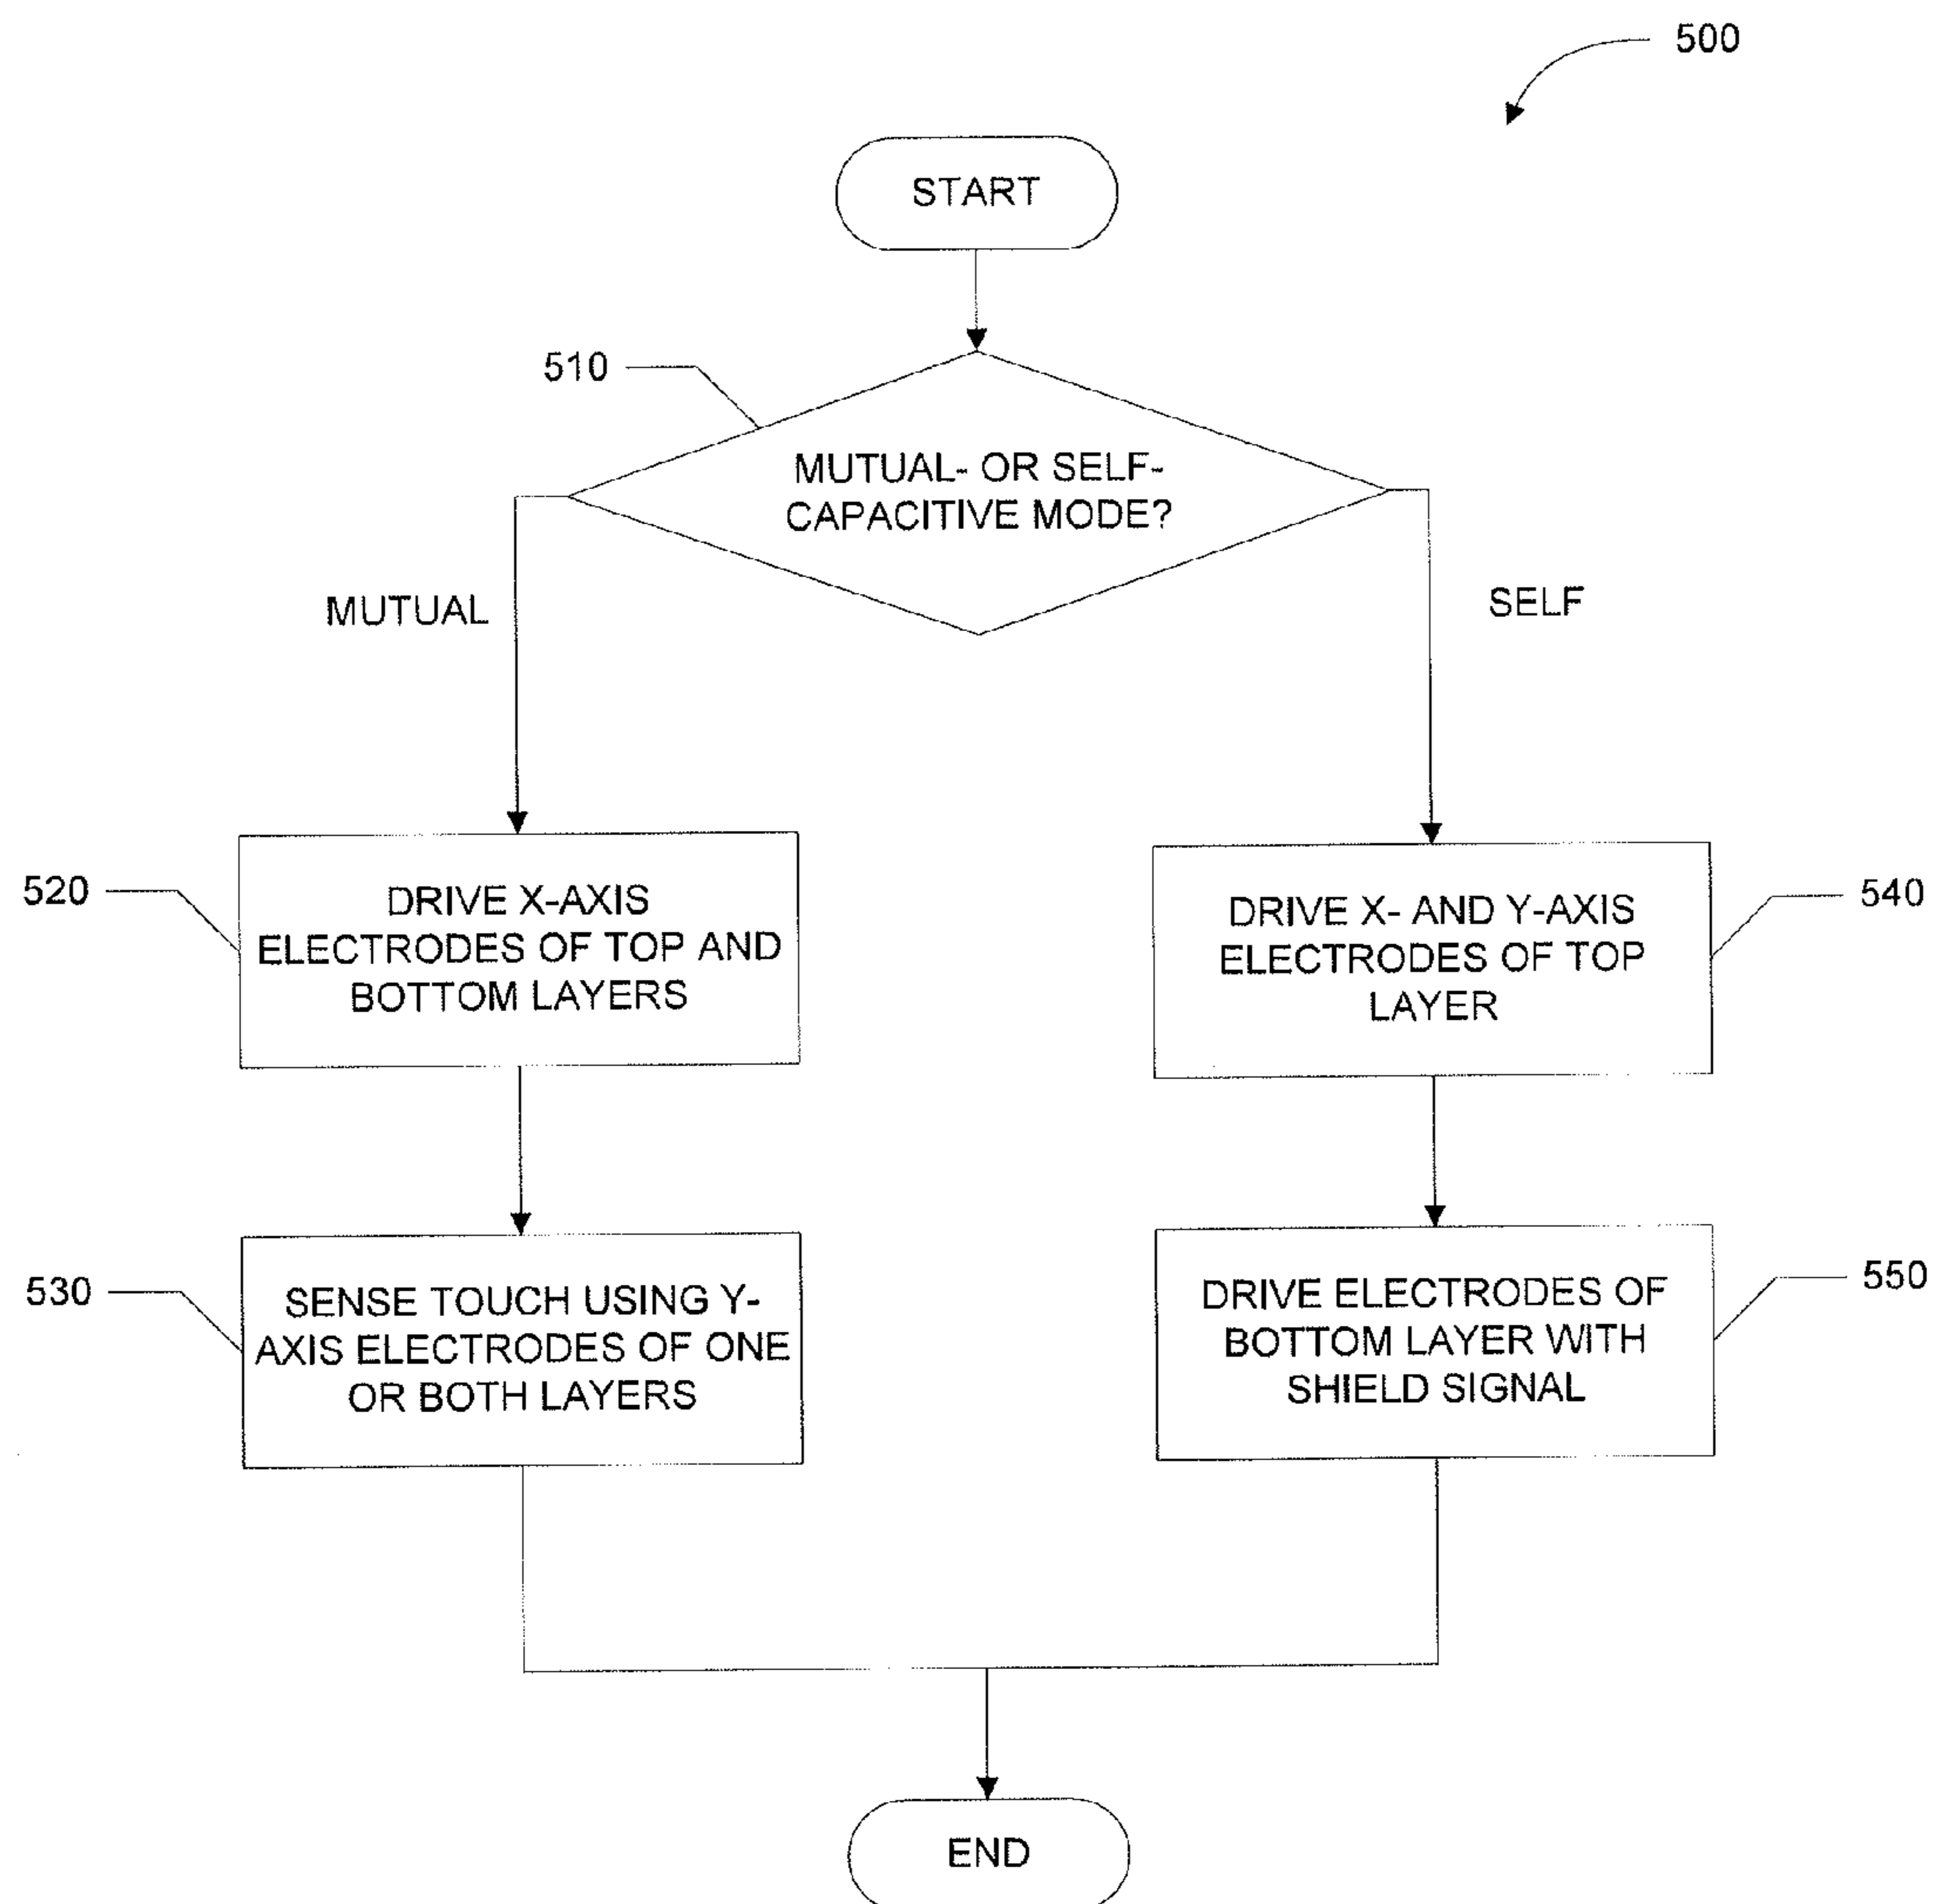 500
START
510
MUTUAL- OR SELF-
CAPACITIVE MODE?
MUTUAL
SELF
520
DRIVE X-AXIS
ELECTRODES OF TOP AND
BOTTOM LAYERS
540
DRIVE X- AND Y-AXIS
ELECTRODES OF TOP
LAYER
530
SENSE TOUCH USING Y-
AXIS ELECTRODES OF ONE
OR BOTH LAYERS
550
DRIVE ELECTRODES OF
BOTTOM LAYER WITH
SHIELD SIGNAL
END